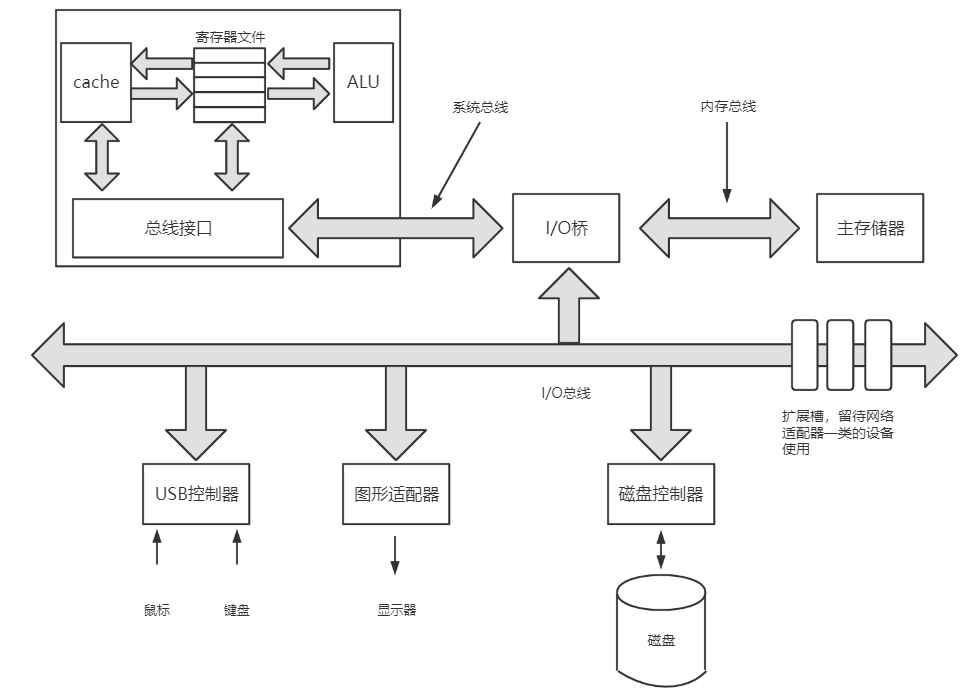 寄存器文件
cache
ALU
系统总线
内存总线
总线接口
I/O桥
主存储器
I/O总线
扩展槽，留待网络
适配器一类的设备
使用
USB控制器
图形适配器
磁盘控制器
鼠标
键盘
显示器
磁盘